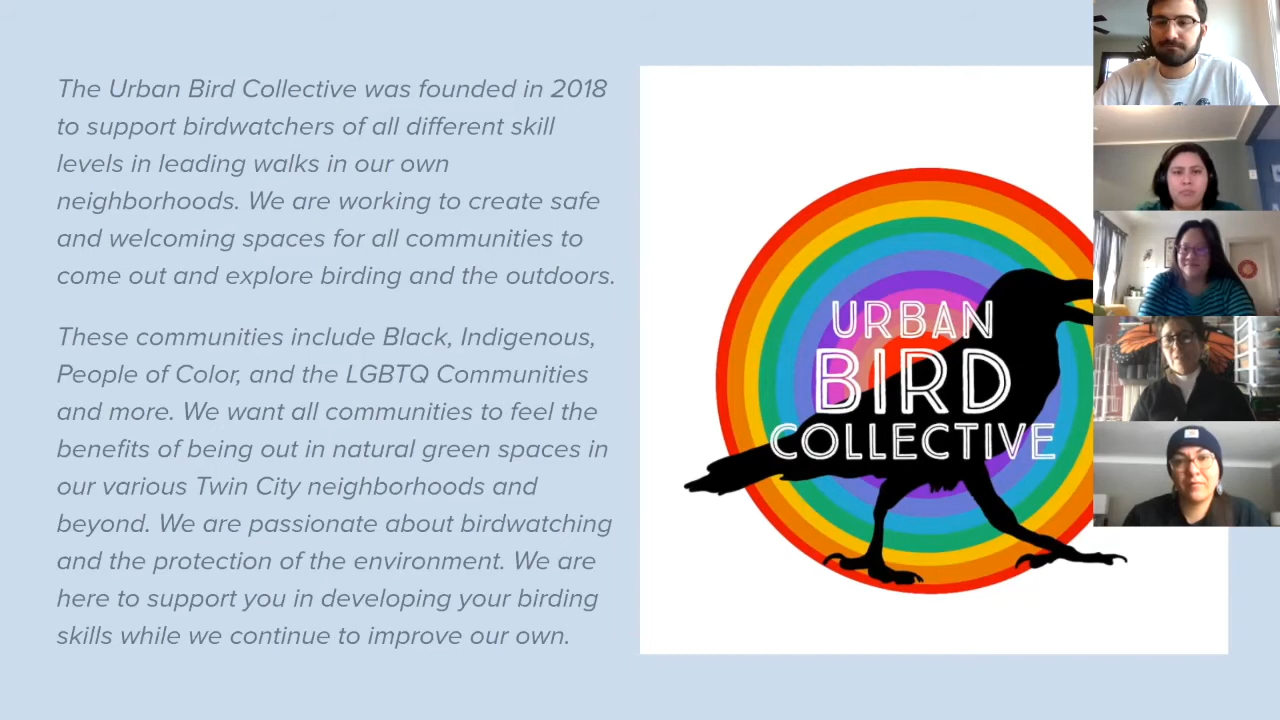 The Urban Bird Collective was founded in 2018
to support birdwatchers of all different skill
levels in leading walks in our own
neighborhoods. We are working to create safe
and welcoming spaces for all communities to
come out and explore birding and the outdoors.
These communities include Black, Indigenous,
People of Color, and the LGBTQ Communities
and more. We want all communities to feel the
benefits of being out in natural green spaces in
our various Twin City neighborhoods and
beyond. We are passionate about birdwatching
and the protection of the environment. We are
here to support you in developing your birding
skills while we continue to improve our own.
URBAN
BIRD
COLLECTIVE